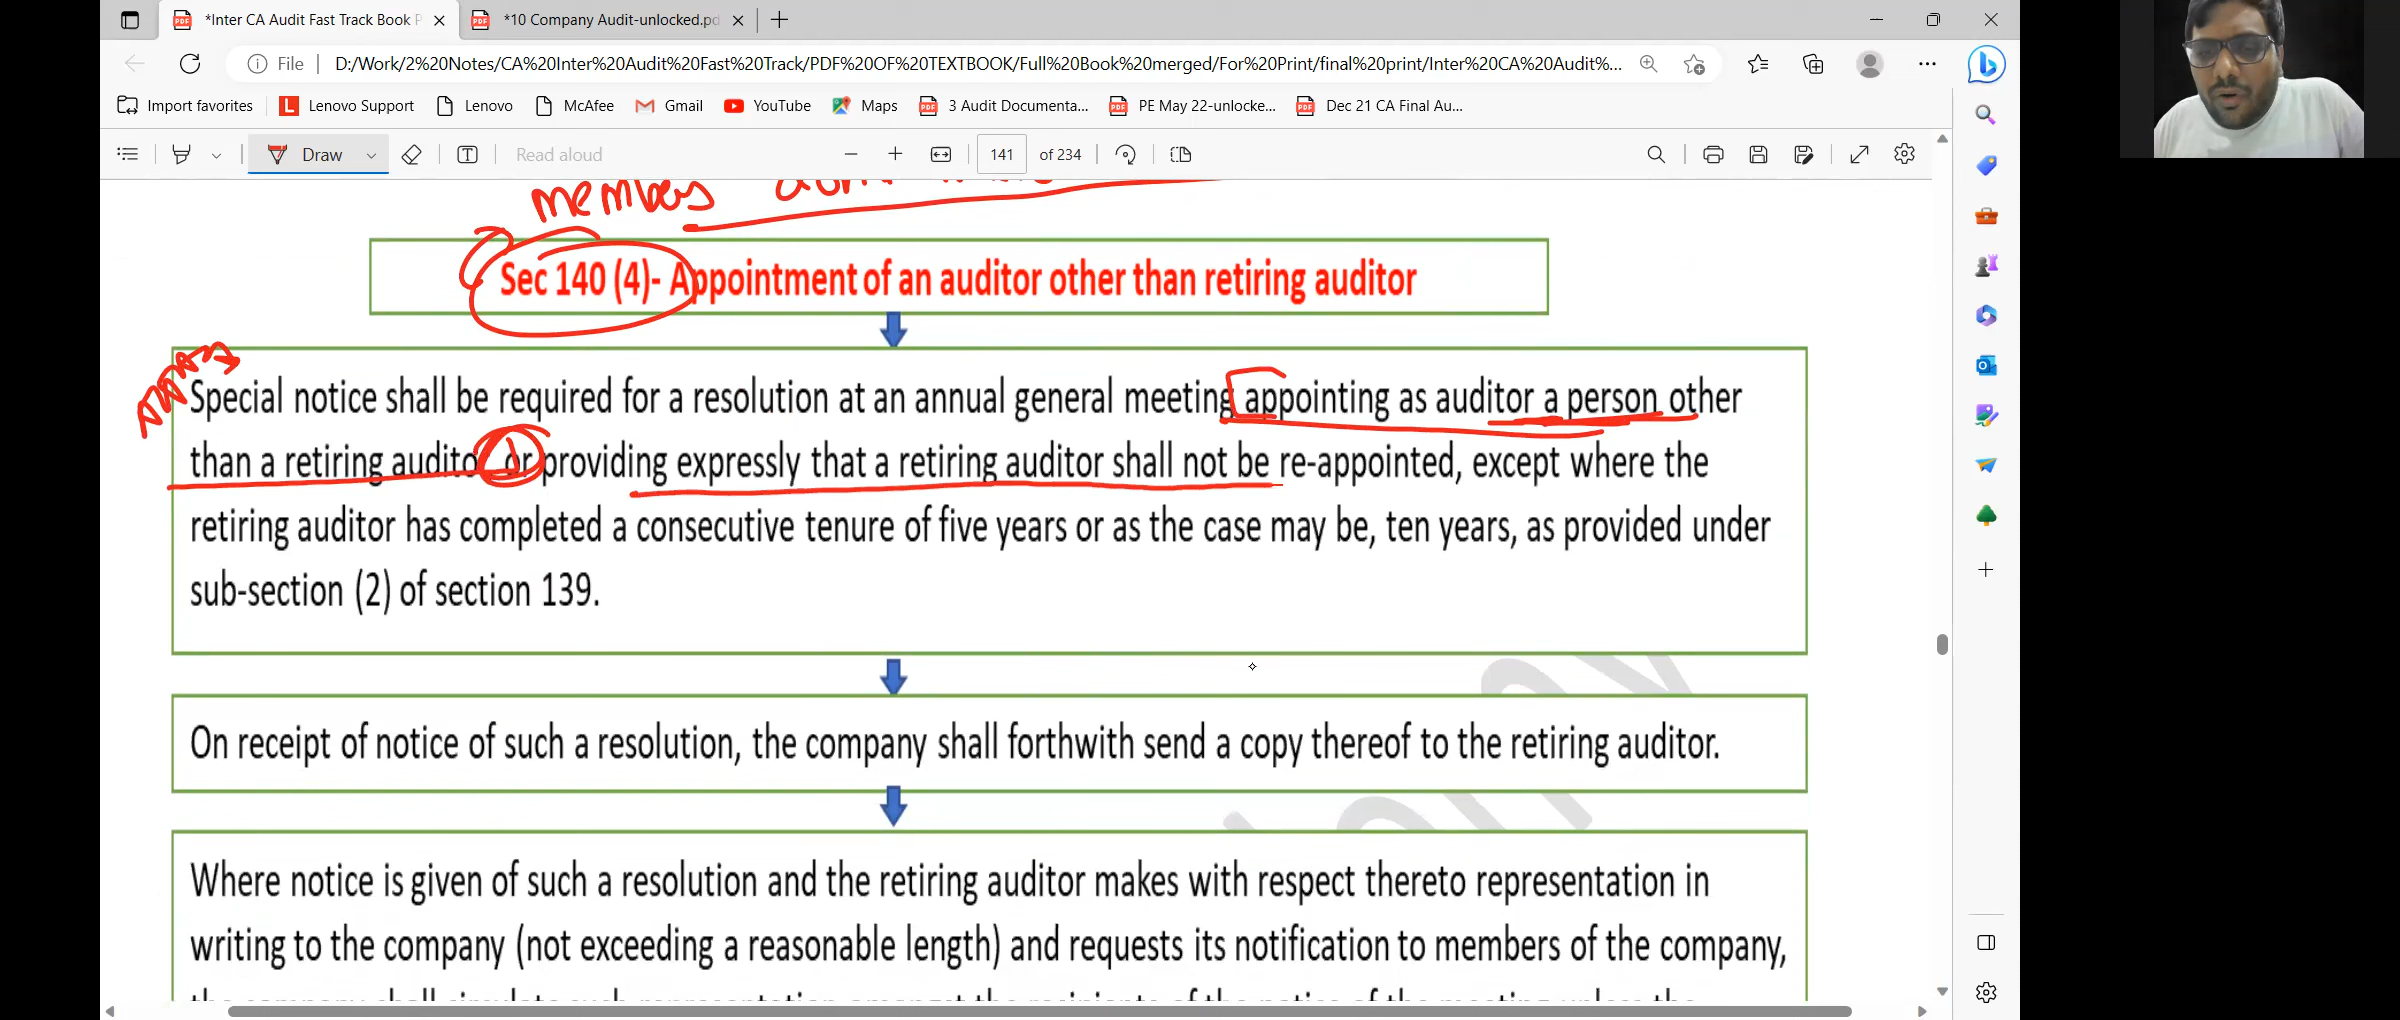 *Inter CA Audit Fast Track Book P
*10 Company Audit-unlocked.pd
File
D:/Work/2%20Notes/CA%20Inter%20Audit%20Fast%20Track/PDF%20OF%20TEXTBOOK/Full%20Book%20merged/For%20Print/final%20print/Inter%20CA%20Audit%...
Import favorites
Lenovo Support
Lenovo
McAfee
Gmail
YouTube
Maps
3 Audit Documenta...
PE May 22-unlocke...
Dec 21 CA Final Au...
Draw
Read aloud
141 of 234
members
Sec 140 (4)- Appointment of an auditor other than retiring auditor
Special notice shall be required for a resolution at an annual general meeting appointing as auditor a person other
than a retiring auditor or providing expressly that a retiring auditor shall not be re-appointed, except where the
retiring auditor has completed a consecutive tenure of five years or as the case may be, ten years, as provided under
sub-section (2) of section 139.
On receipt of notice of such a resolution, the company shall forthwith send a copy thereof to the retiring auditor.
Where notice is given of such a resolution and the retiring auditor makes with respect thereto representation in
writing to the company (not exceeding a reasonable length) and requests its notification to members of the company,